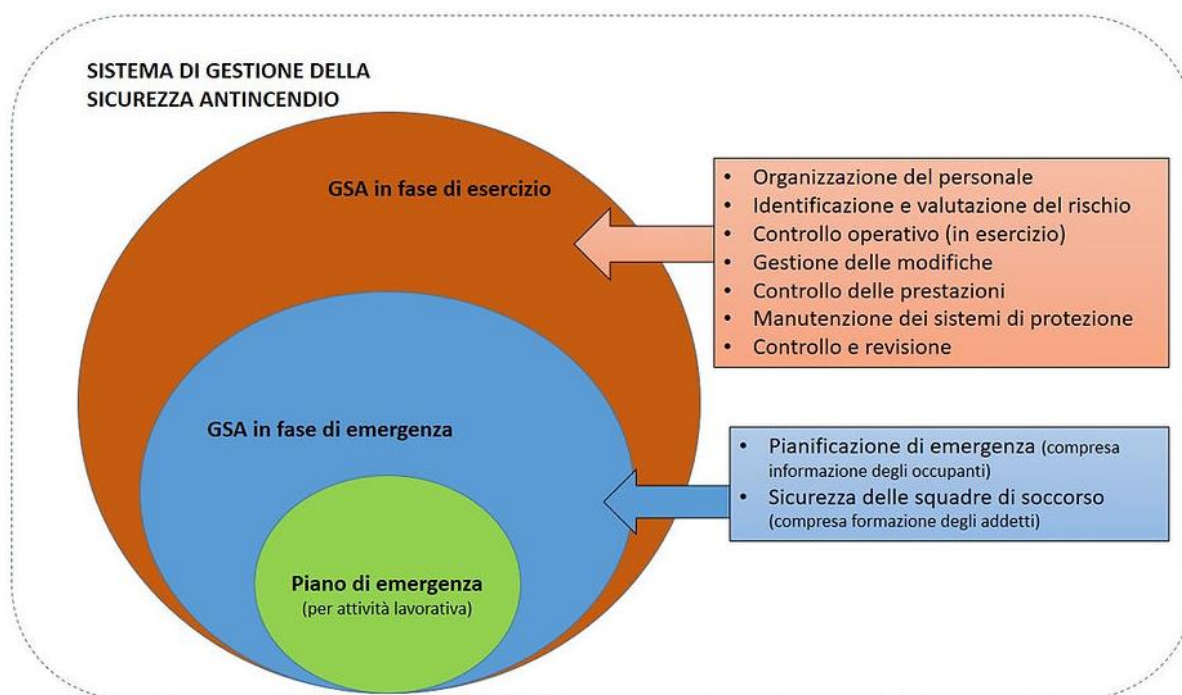 SISTEMA DI GESTIONE DELLA
SICUREZZA ANTINCENDIO
GSA in fase di esercizio
• Organizzazione del personale
• Identificazione e valutazione del rischio
• Controllo operativo (in esercizio)
• Gestione delle modifiche
• Controllo delle prestazioni
• Manutenzione dei sistemi di protezione
• Controllo e revisione
GSA in fase di emergenza
• Pianificazione di emergenza (compresa
informazione degli occupanti)
• Sicurezza delle squadre di soccorso
(compresa formazione degli addetti)
Piano di emergenza
(per attività lavorativa)